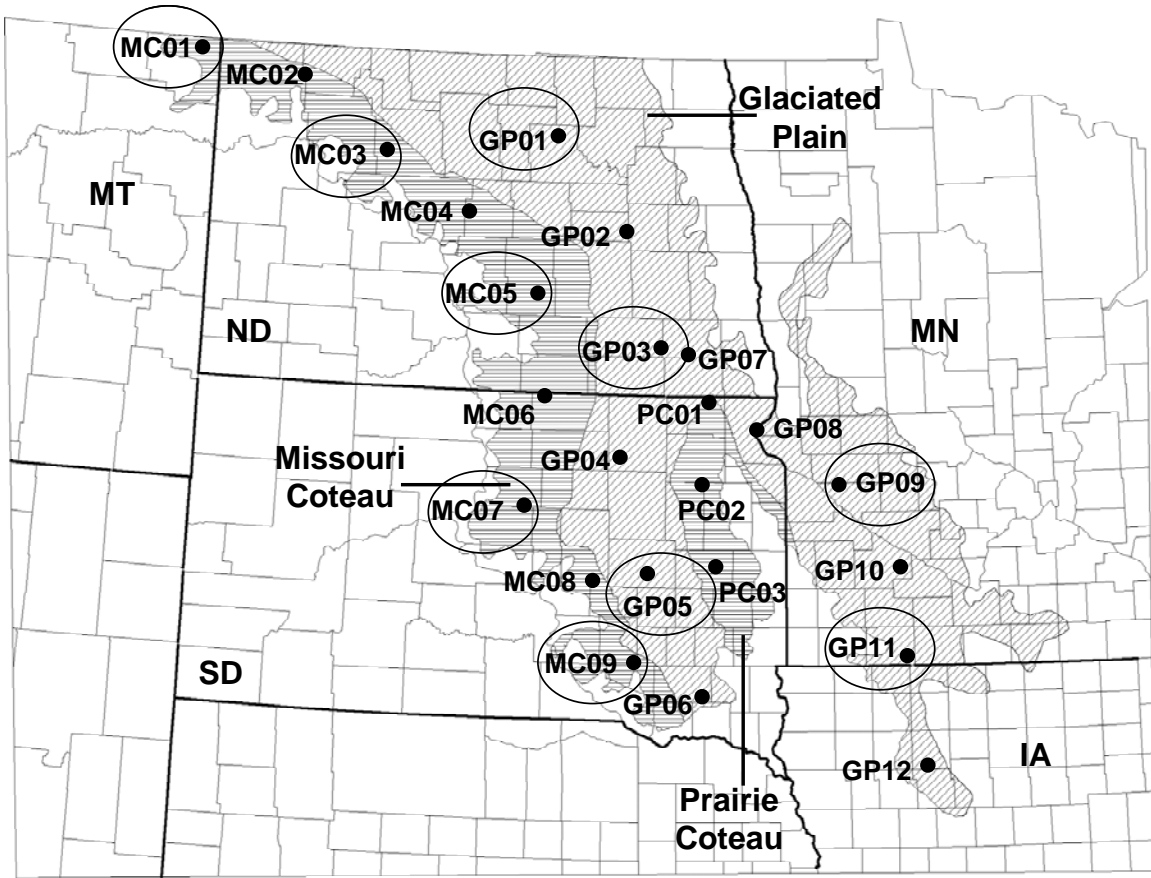 MC01
MC02
Glaciated
Plain
GP01
MC03
MT
MC04
GP02
MC05
ND
MN
GP03
GP07
MC06
PC01
GP08
Missouri
Coteau
GP04
GP09
MC07
PC02
MC08
GP10
PC03
GP05
GP11
MC09
SD
GP06
IA
GP12
Prairie
Coteau